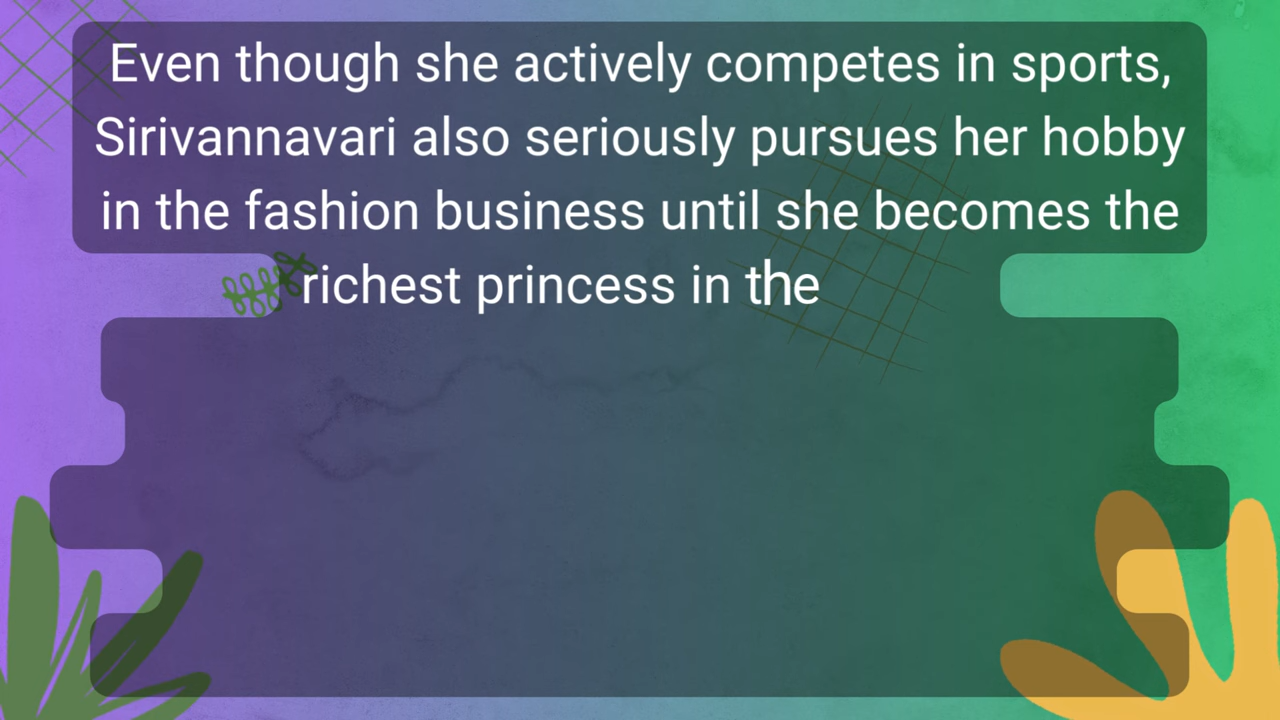 Even though she actively competes in sports,
Sirivannavari also seriously pursues her hobby
in the fashion business until she becomes the
richest princess in the